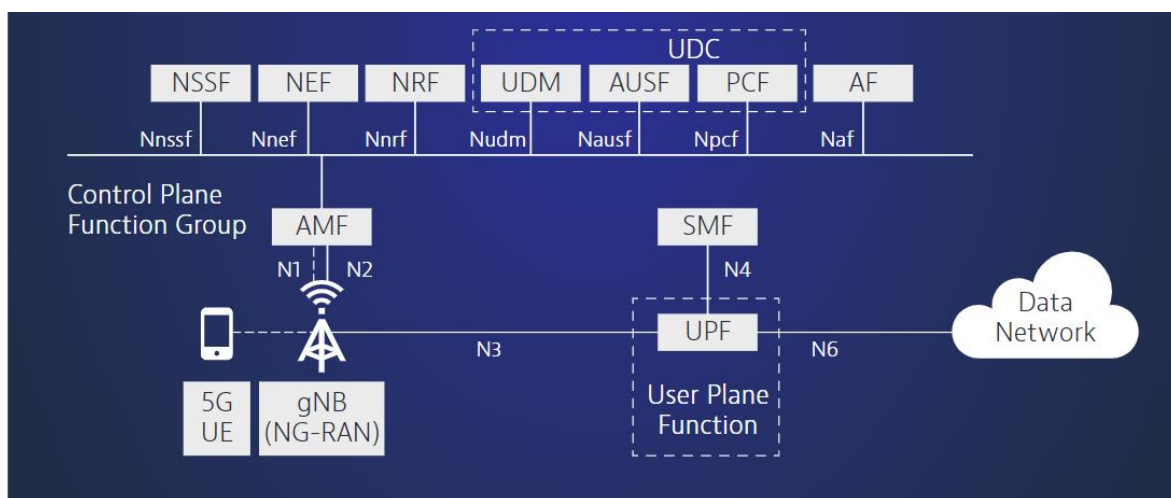 UDC
NSSF
NEF
NRF
UDM
AUSF
PCF
AF
Nnssf
Nnef
Nnrf
Nudm
Nausf
Npcf
Naf
Control Plane
Function Group
AMF
SMF
N1
N2
N4
Data
Network
UPF
N3
N6
5G
UE
gNB
(NG-RAN)
User Plane
Function